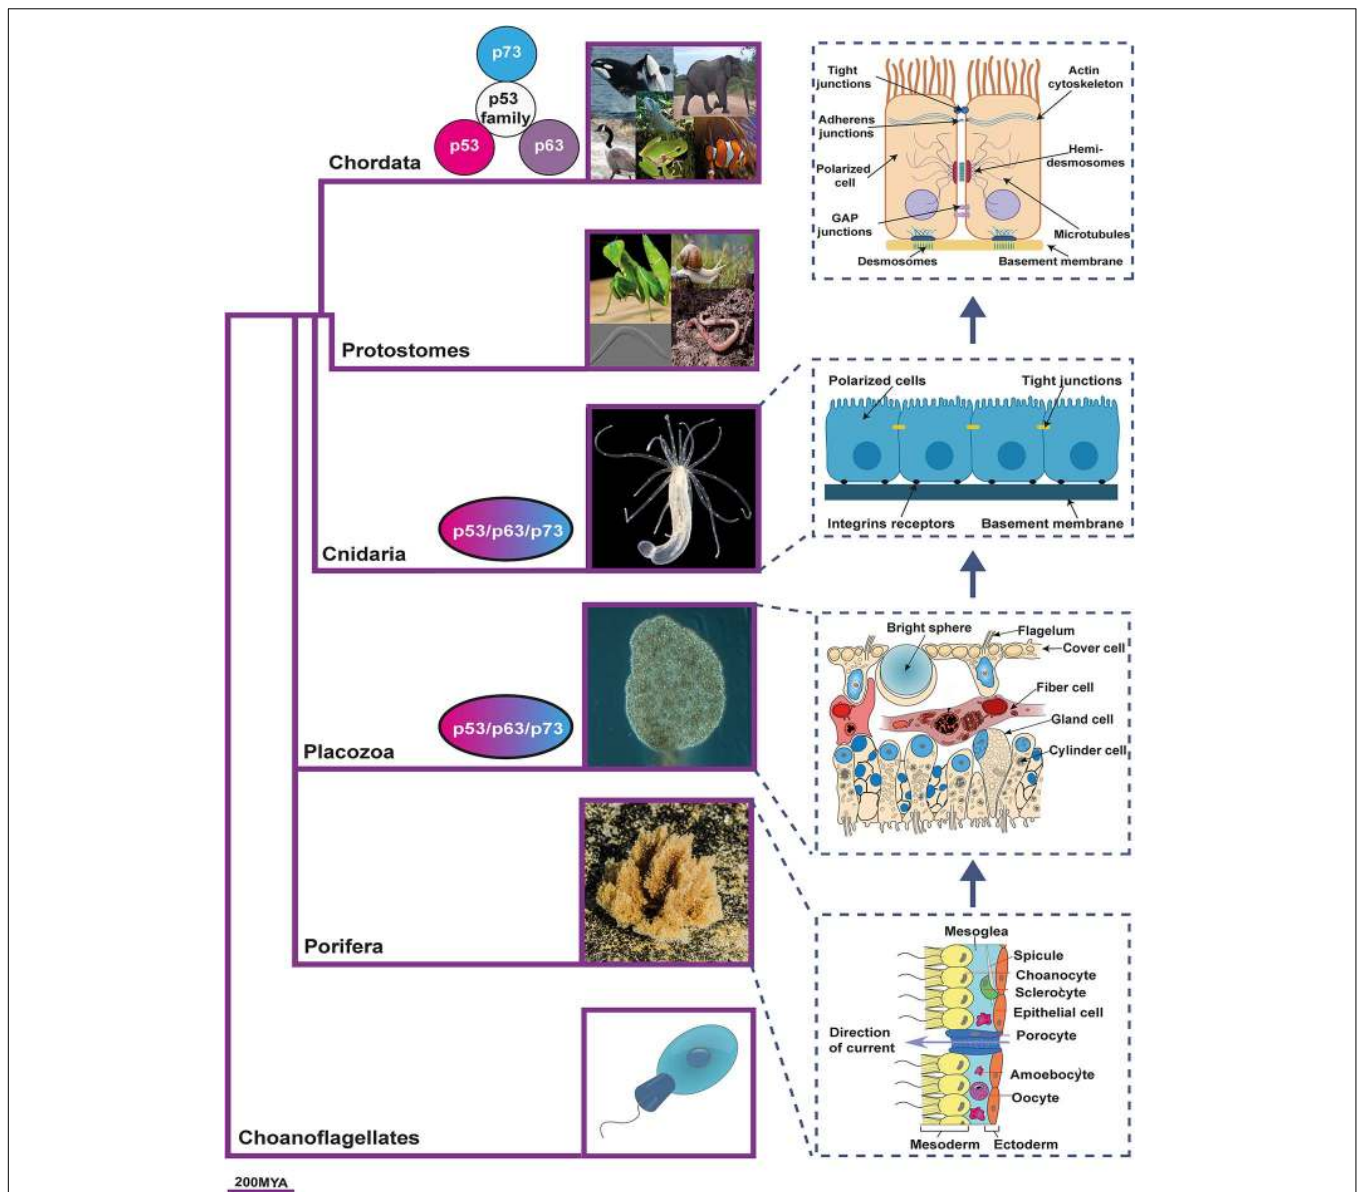 p73
p53
family
p53
p63
Chordata
Tight
junctions
Adherens
junctions
Polarized
cell
GAP
junctions
Desmosomes
Actin
cytoskeleton
Hemi-
desmosomes
Microtubules
Basement membrane
Protostomes
Polarized cells
Tight junctions
Integrins receptors
Basement membrane
p53/p63/p73
Cnidaria
Bright sphere
Flagelum
Cover cell
Fiber cell
Gland cell
Cylinder cell
p53/p63/p73
Placozoa
Porifera
Mesoglea
Spicule
Choanocyte
Sclerocyte
Epithelial cell
Porocyte
Direction
of current
Amoebocyte
Oocyte
Mesoderm
Ectoderm
Choanoflagellates
200MYA